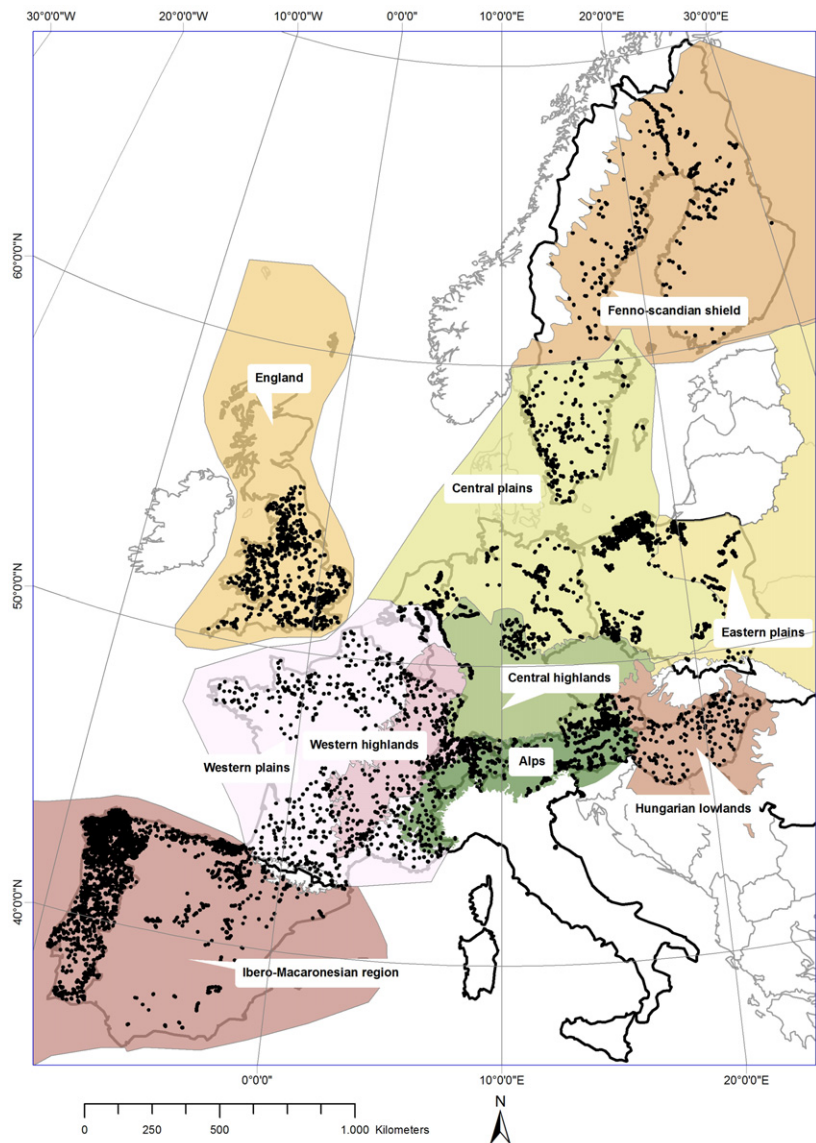 30°0'0"W
20°0'0"W
10°0'0"W
0°0'0"
10°0'0"E
20°0'0"E
30°0'0"E
60°0'0"N
Fenno-scandian shield
England
Central plains
50°0'0"N
Eastern plains
Central highlands
Western highlands
Western plains
Alps
Hungarian lowlands
40°0'0"N
Ibero-Macaronesian region
0°0'0"
10°0'0"E
20°0'0"E
N
0 250 500 1.000 Kilometers